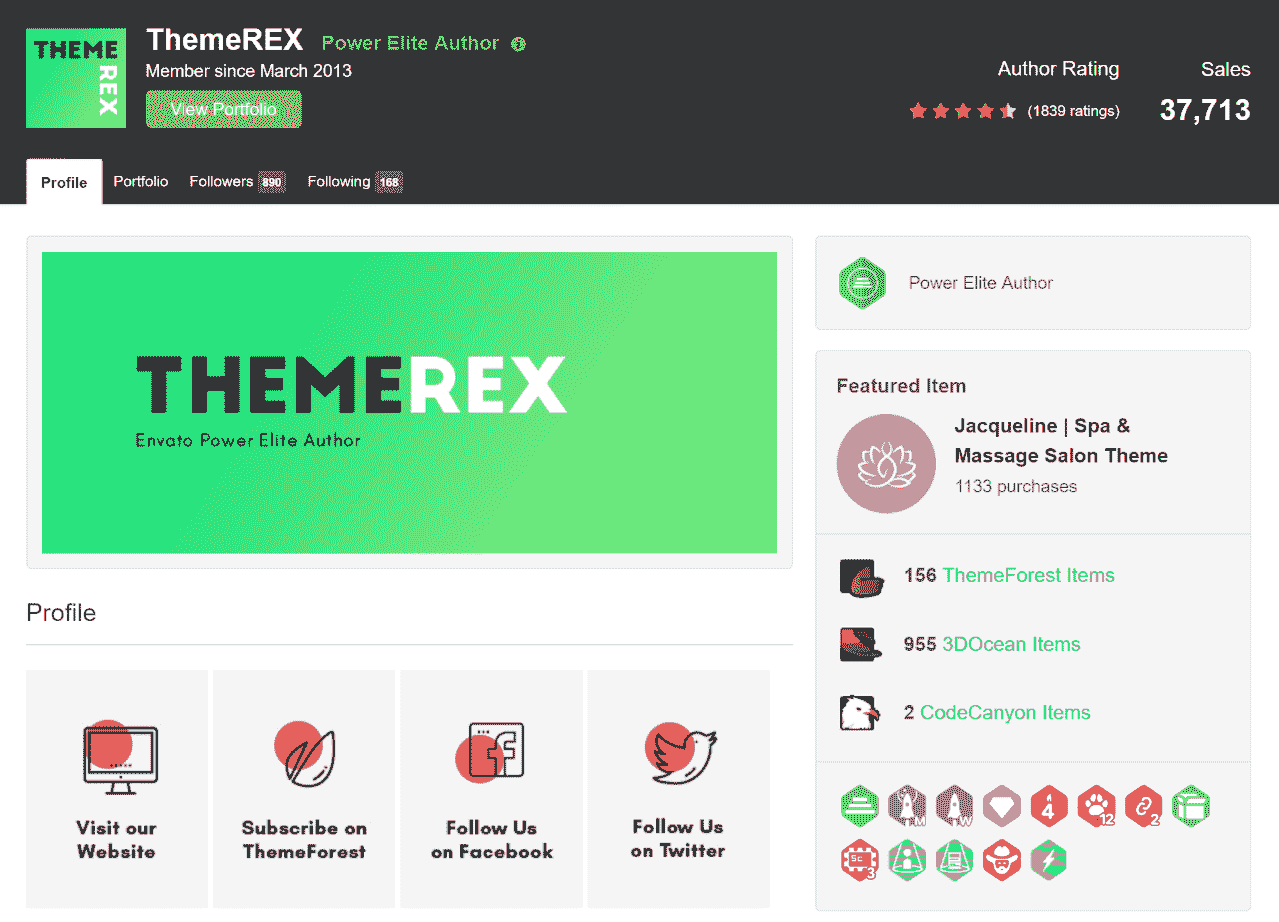 THEME
REX
ThemeREX Power Elite Author
Member since March 2013
View Portfolio
Author Rating
(1839 ratings)
Sales
37,713
Profile Portfolio Followers 890 Following 168
THEMEREX
Envato Power Elite Author
Profile
Visit our
Website
Subscribe on
ThemeForest
Follow Us
on Facebook
Follow Us
on Twitter
Power Elite Author
Featured Item
Jacqueline | Spa &
Massage Salon Theme
1133 purchases
156 ThemeForest Items
955 3DOcean Items
2 CodeCanyon Items
M W 4 12 2
Sc 3